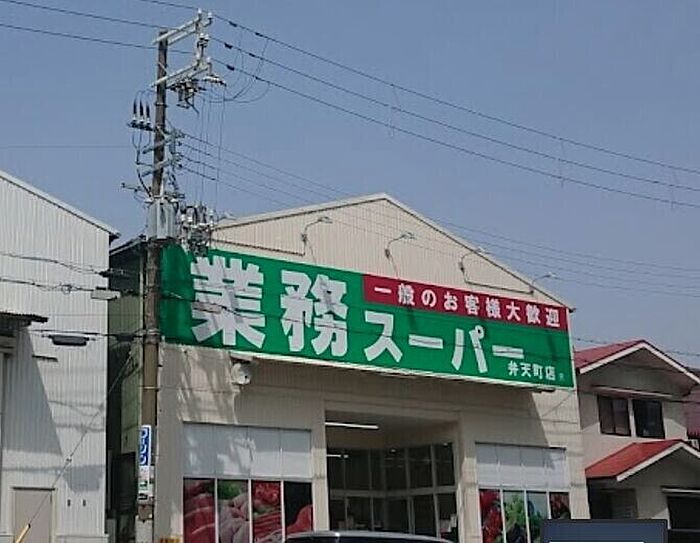 一般のお客様大歓迎
業務スーパー
弁天町店